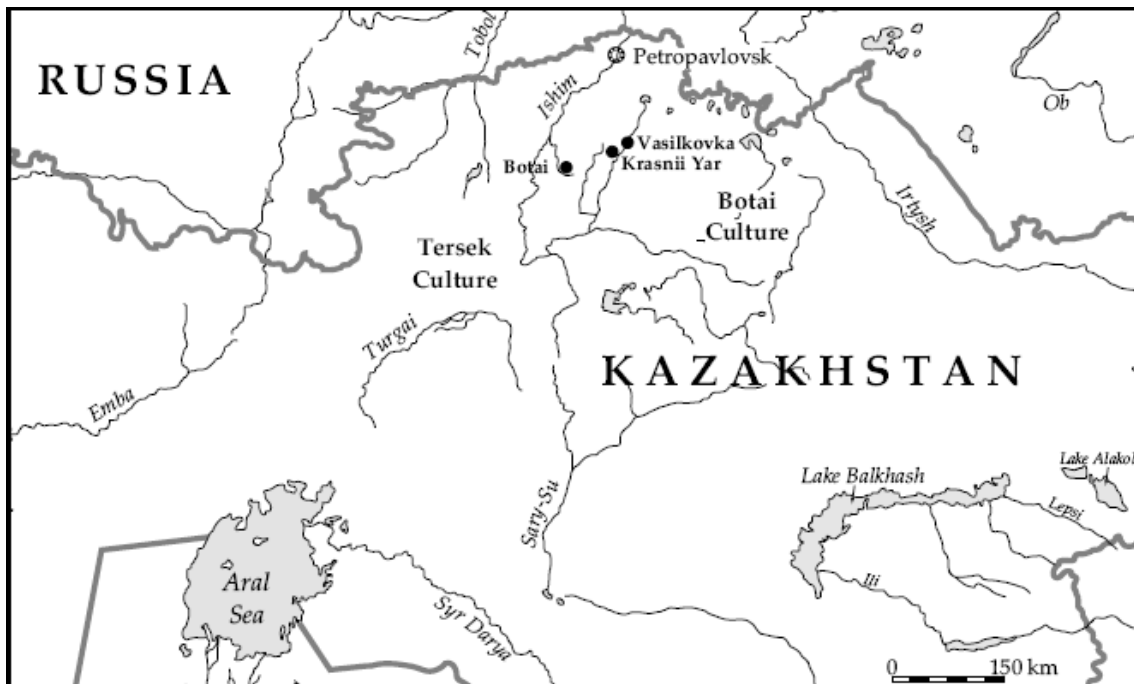 RUSSIA
Tobol
Petropavlovsk
Ishim
Ob
Vasilkovka
Krasnii Yar
Botai
Irtysh
Botai
Culture
Tersek
Culture
Turgai
KAZAKHSTAN
Emba
Lake Balkhash
Lake Alakol
Lepsi
Sary-Su
Aral
Sea
Ili
Syr Darya
0 150 km